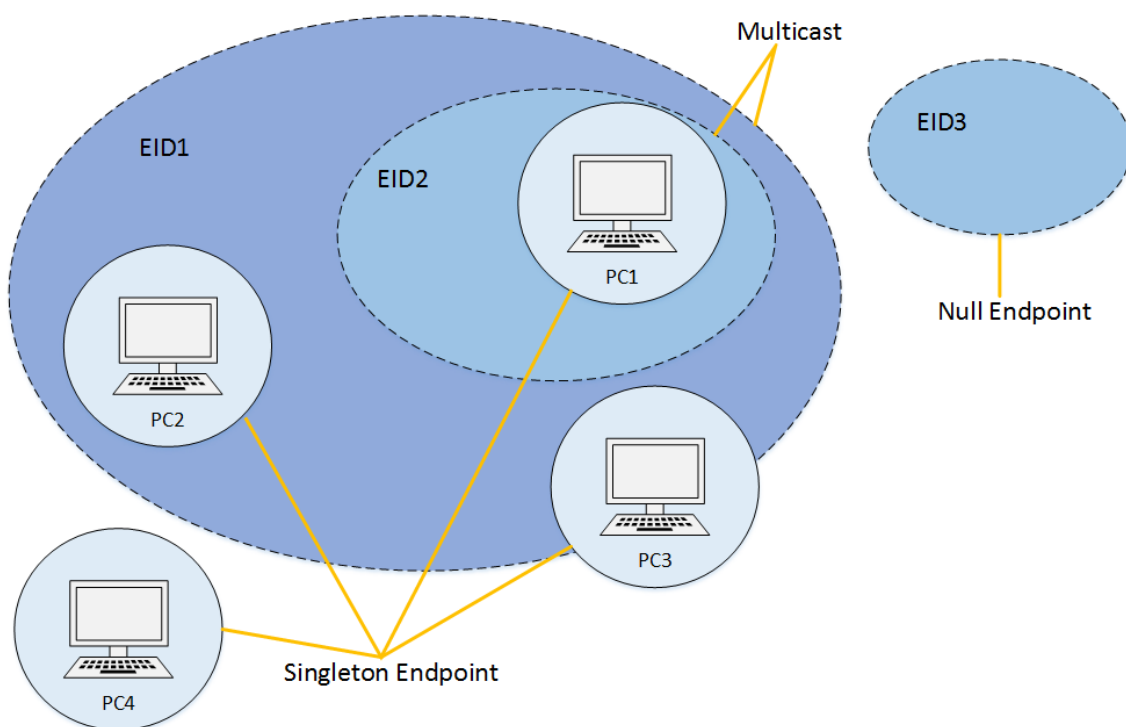 Multicast
EID1
EID2
EID3
PC1
Null Endpoint
PC2
PC3
Singleton Endpoint
PC4